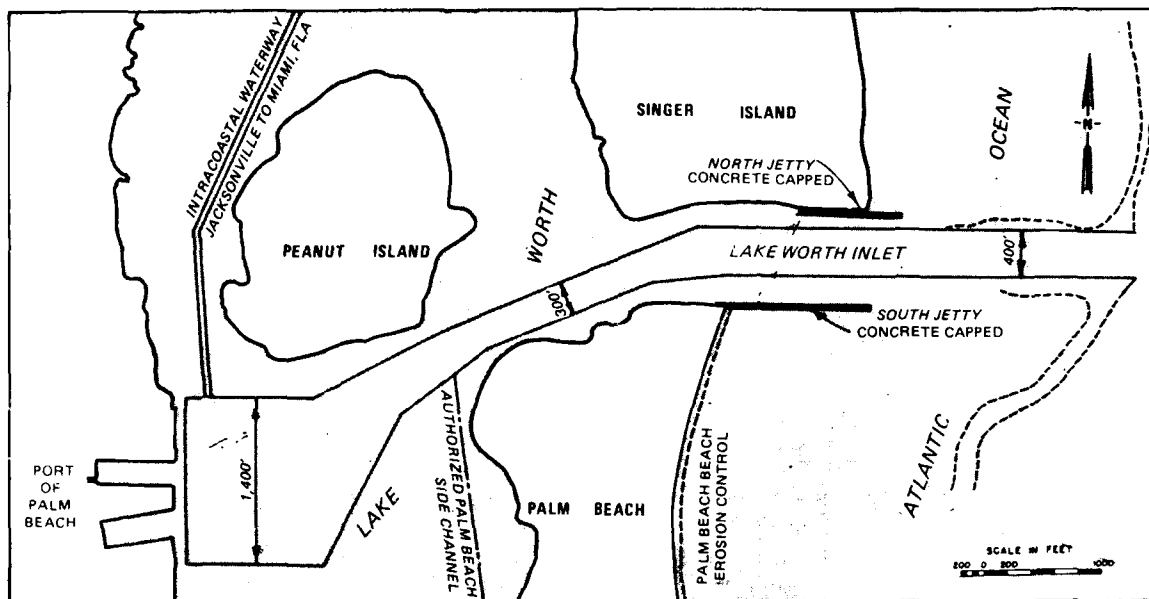 INTRACOASTAL WATERWAY
JACKSONVILLE TO MIAMI, FLA
SINGER ISLAND
OCEAN
N
NORTH JETTY
CONCRETE CAPPED
PEANUT ISLAND
WORTH
LAKE WORTH INLET
400'
300'
SOUTH JETTY
CONCRETE CAPPED
PORT
OF
PALM
BEACH
1,400'
LAKE
AUTHORIZED PALM BEACH
SIDE CHANNEL
PALM BEACH
PALM BEACH BEACH
EROSION CONTROL
ATLANTIC
SCALE IN FEET
200 0 200 1000